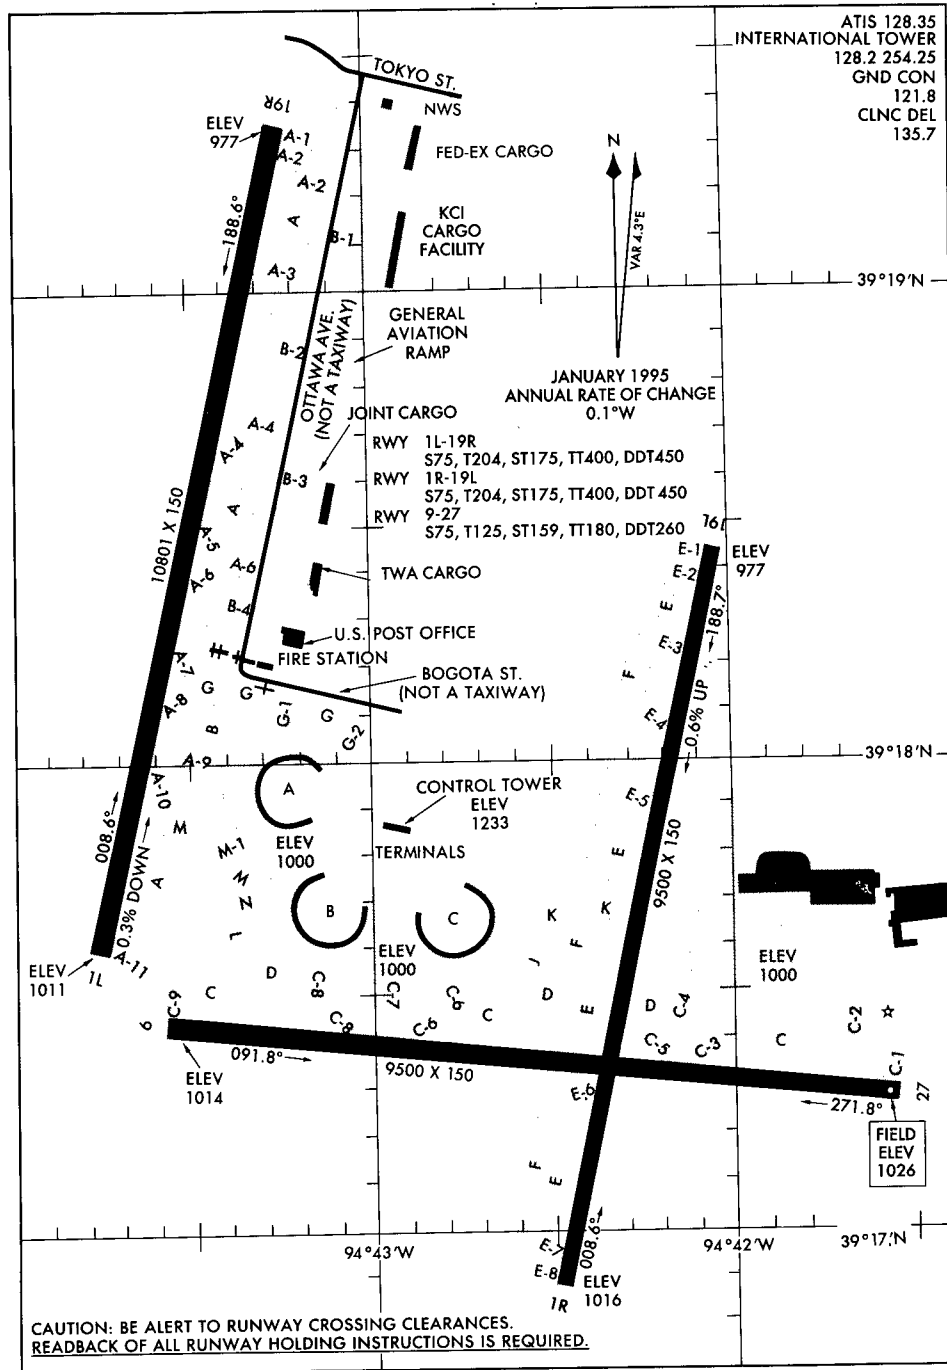 ATIS 128.35
INTERNATIONAL TOWER
128.2 254.25
GND CON
121.8
CLNC DEL
135.7
TOKYO ST.
NWS
19R
ELEV
977
A-1
A-2
A-2
FED-EX CARGO
N
VAR 4.3°E
188.6°
A
B-1
KCI
CARGO
FACILITY
A-3
39°19'N
GENERAL
AVIATION
RAMP
OTTAWA AVE.
(NOT A TAXIWAY)
B-2
JANUARY 1995
ANNUAL RATE OF CHANGE
0.1°W
JOINT CARGO
A-4
A-4
RWY 1L-19R
S75, T204, ST175, TT400, DDT450
RWY 1R-19L
S75, T204, ST175, TT400, DDT450
RWY 9-27
S75, T125, ST159, TT180, DDT260
B-3
10801 X 150
A
A-5
A-6
A-6
19L
E-1
E-2
ELEV
977
TWA CARGO
B-4
E
188.7°
U.S. POST OFFICE
FIRE STATION
E-3
A-7
BOGOTA ST.
(NOT A TAXIWAY)
F
0.6% UP
G
G
G-1
G
G-2
A-8
B
E-4
A-9
39°18'N
A-10
A
CONTROL TOWER
ELEV
1233
E-5
008.6°
0.3% DOWN
M
M-1
M
M
Z
L
A
ELEV
1000
TERMINALS
E
9500 X 150
B
C
K
K
F
J
ELEV
1000
ELEV
1000
A-11
1L
ELEV
1011
D
C-8
C-7
C-6
D
E
D
C-4
C-2
9
C-9
C
C-8
C-6
C
C-5
C-3
C
C-1
091.8°
9500 X 150
ELEV
1014
E-6
271.8°
27
FIELD
ELEV
1026
F
E
008.6°
E-7
E-8
1R
ELEV
1016
94°43'W
94°42'W
39°17'N
CAUTION: BE ALERT TO RUNWAY CROSSING CLEARANCES.
READBACK OF ALL RUNWAY HOLDING INSTRUCTIONS IS REQUIRED.